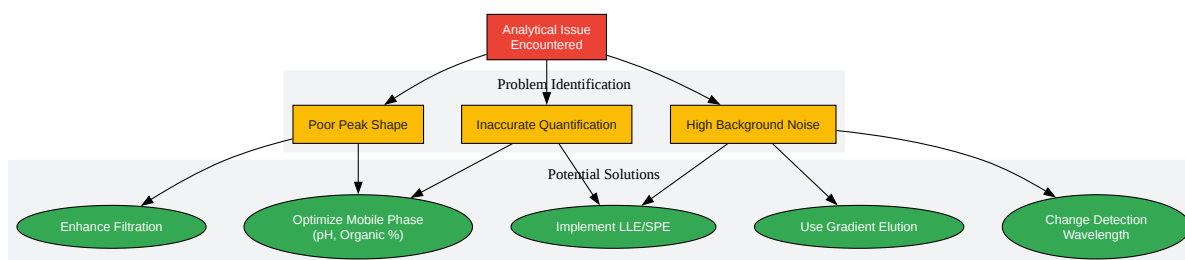 Analytical Issue
Encountered
Problem Identification
Poor Peak Shape
Inaccurate Quantification
High Background Noise
Potential Solutions
Enhance Filtration
Optimize Mobile Phase
(pH, Organic %)
Implement LLE/SPE
Use Gradient Elution
Change Detection
Wavelength